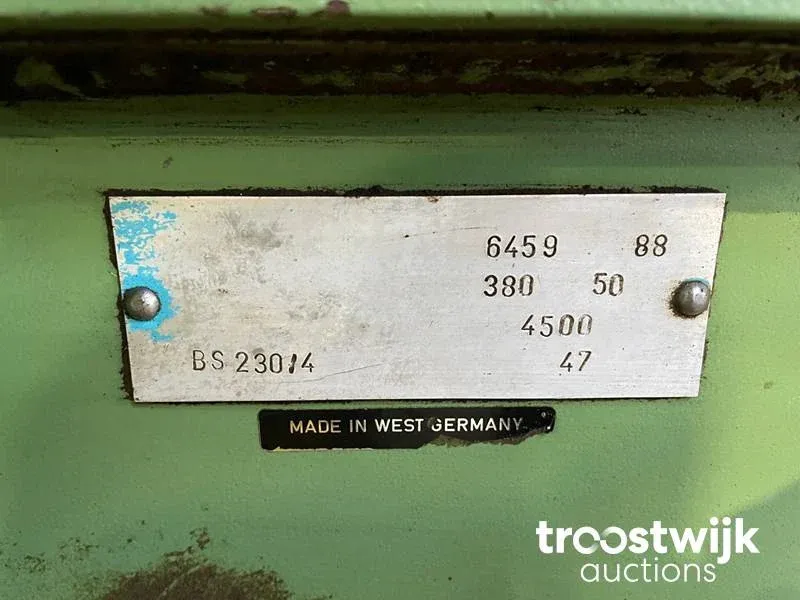 6459 88
380 50
4500
BS 230/4 47
MADE IN WEST GERMANY
troostwijk
auctions